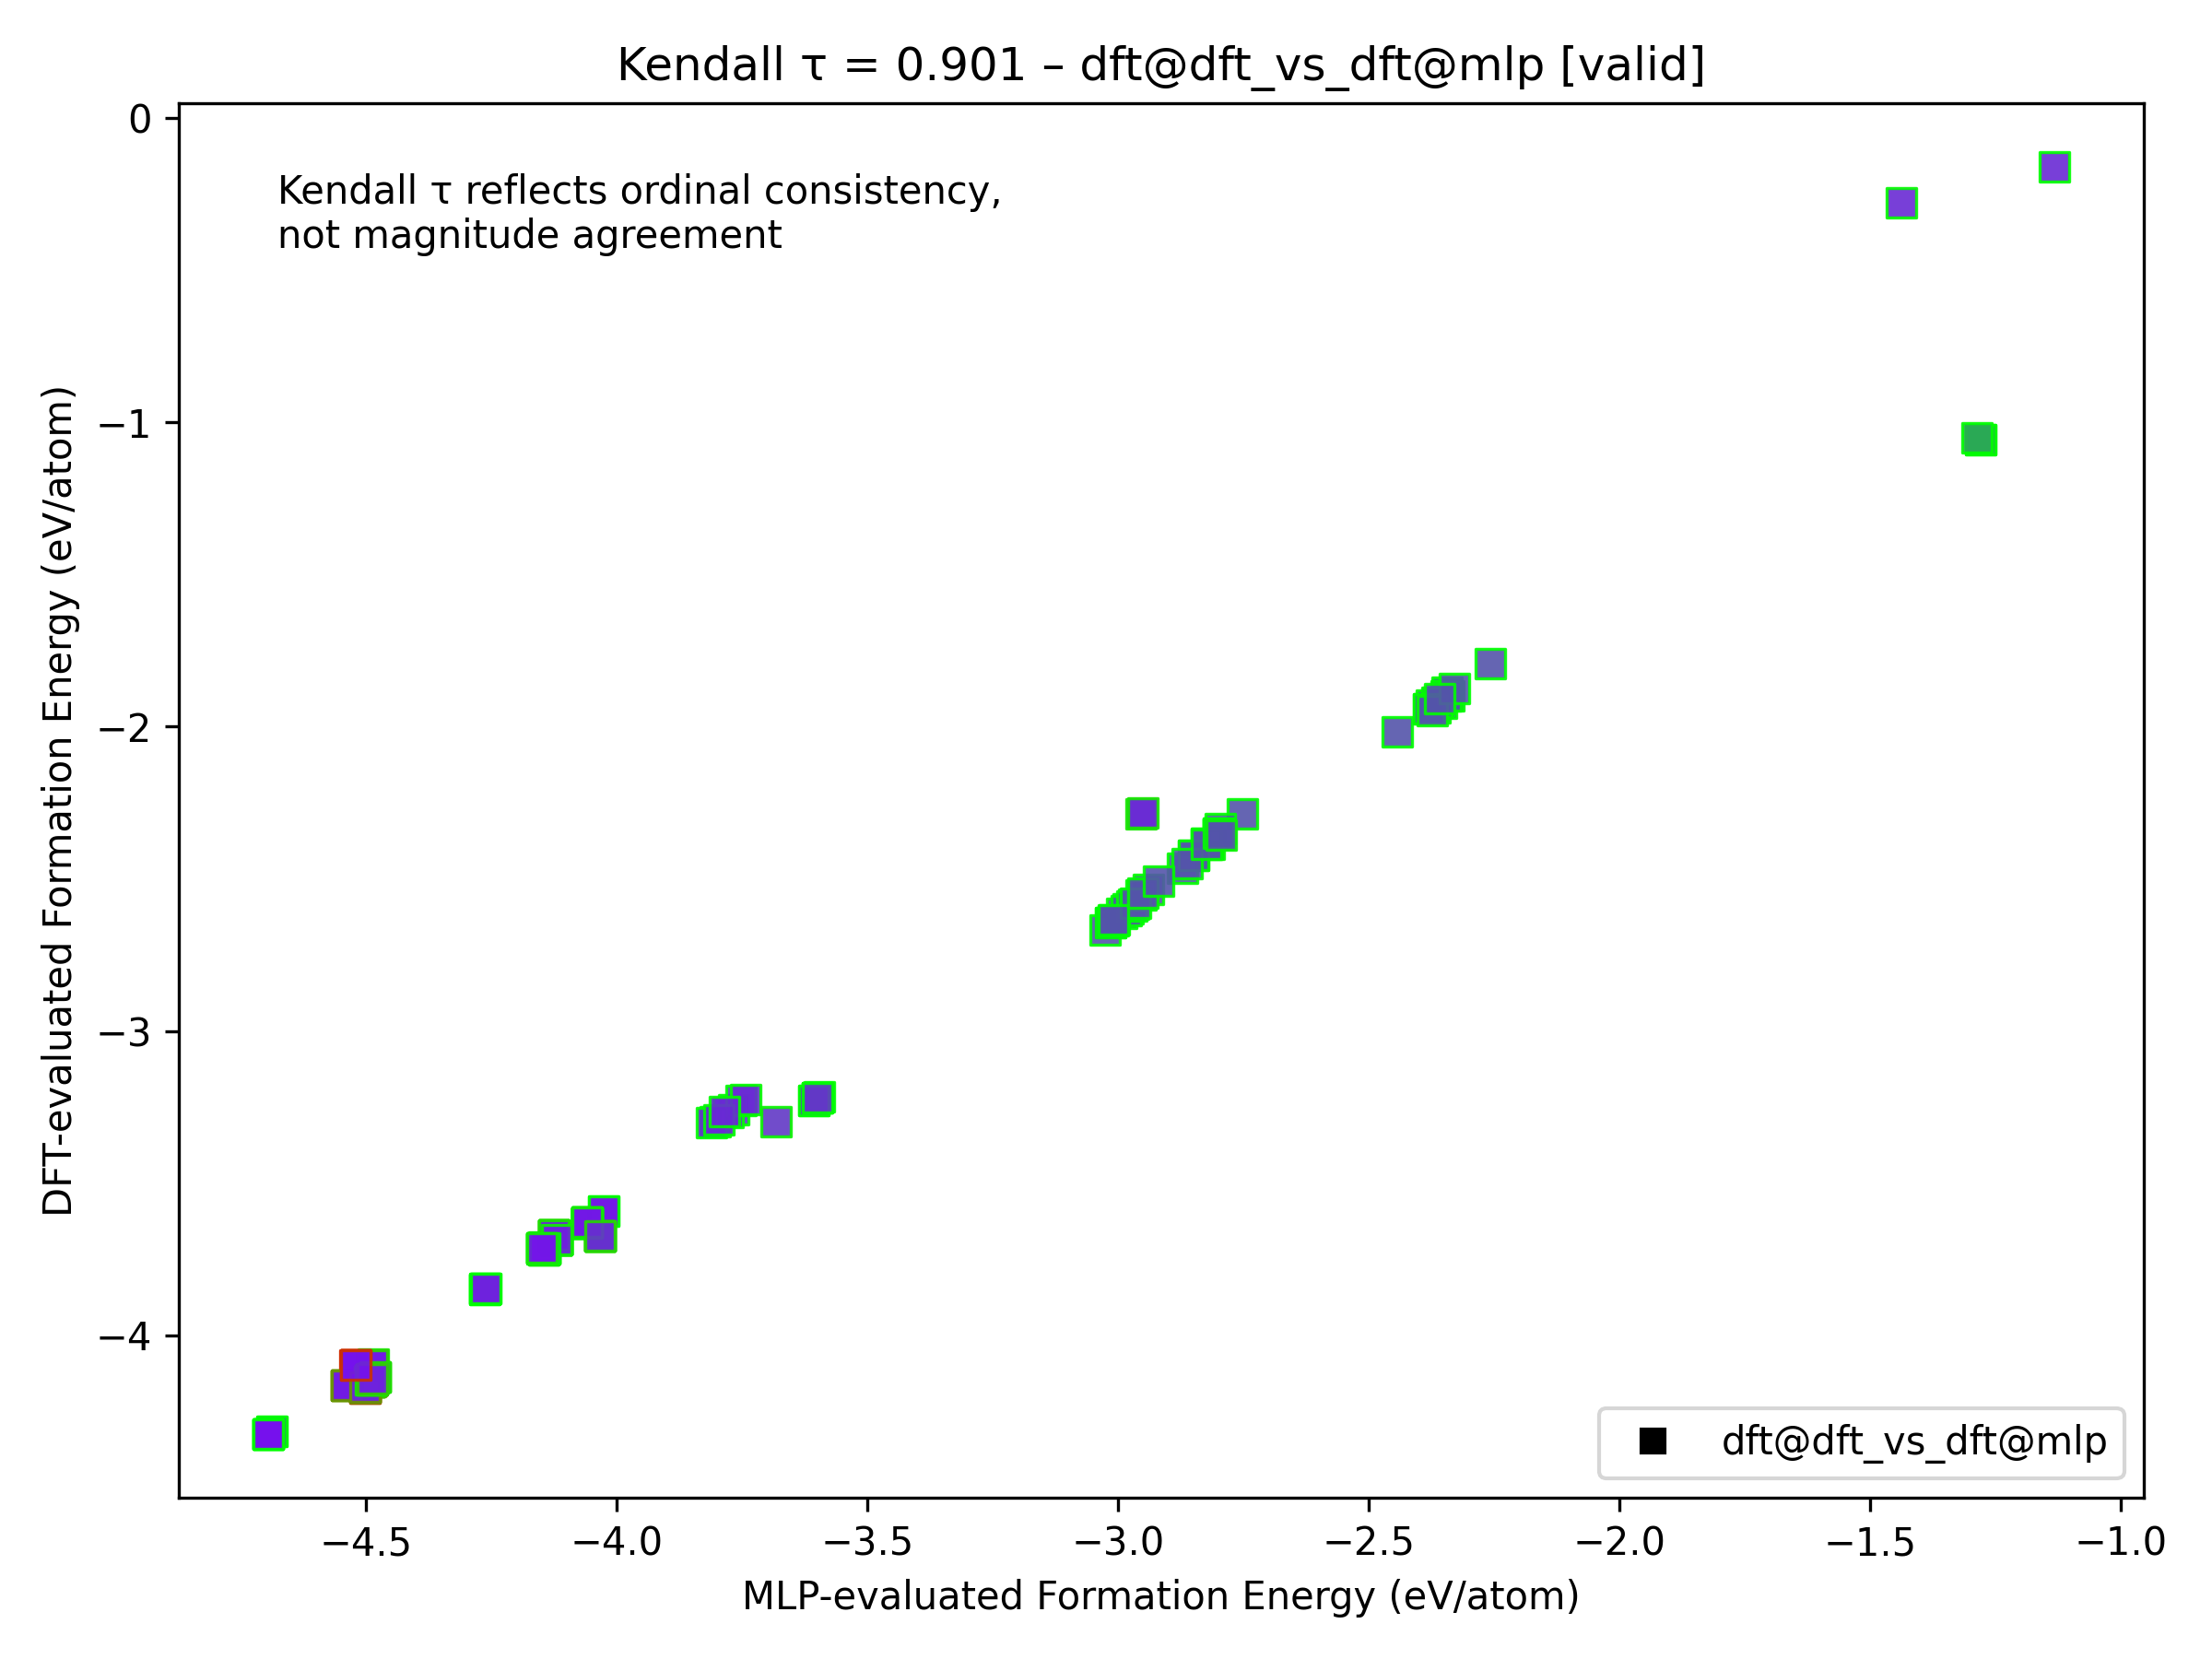 Kendall τ = 0.901 – dft@dft_vs_dft@mlp [valid]
Kendall τ reflects ordinal consistency,
not magnitude agreement
DFT-evaluated Formation Energy (eV/atom)
0
−1
−2
−3
−4
dft@dft_vs_dft@mlp
−4.5
−4.0
−3.5
−3.0
−2.5
−2.0
−1.5
−1.0
MLP-evaluated Formation Energy (eV/atom)